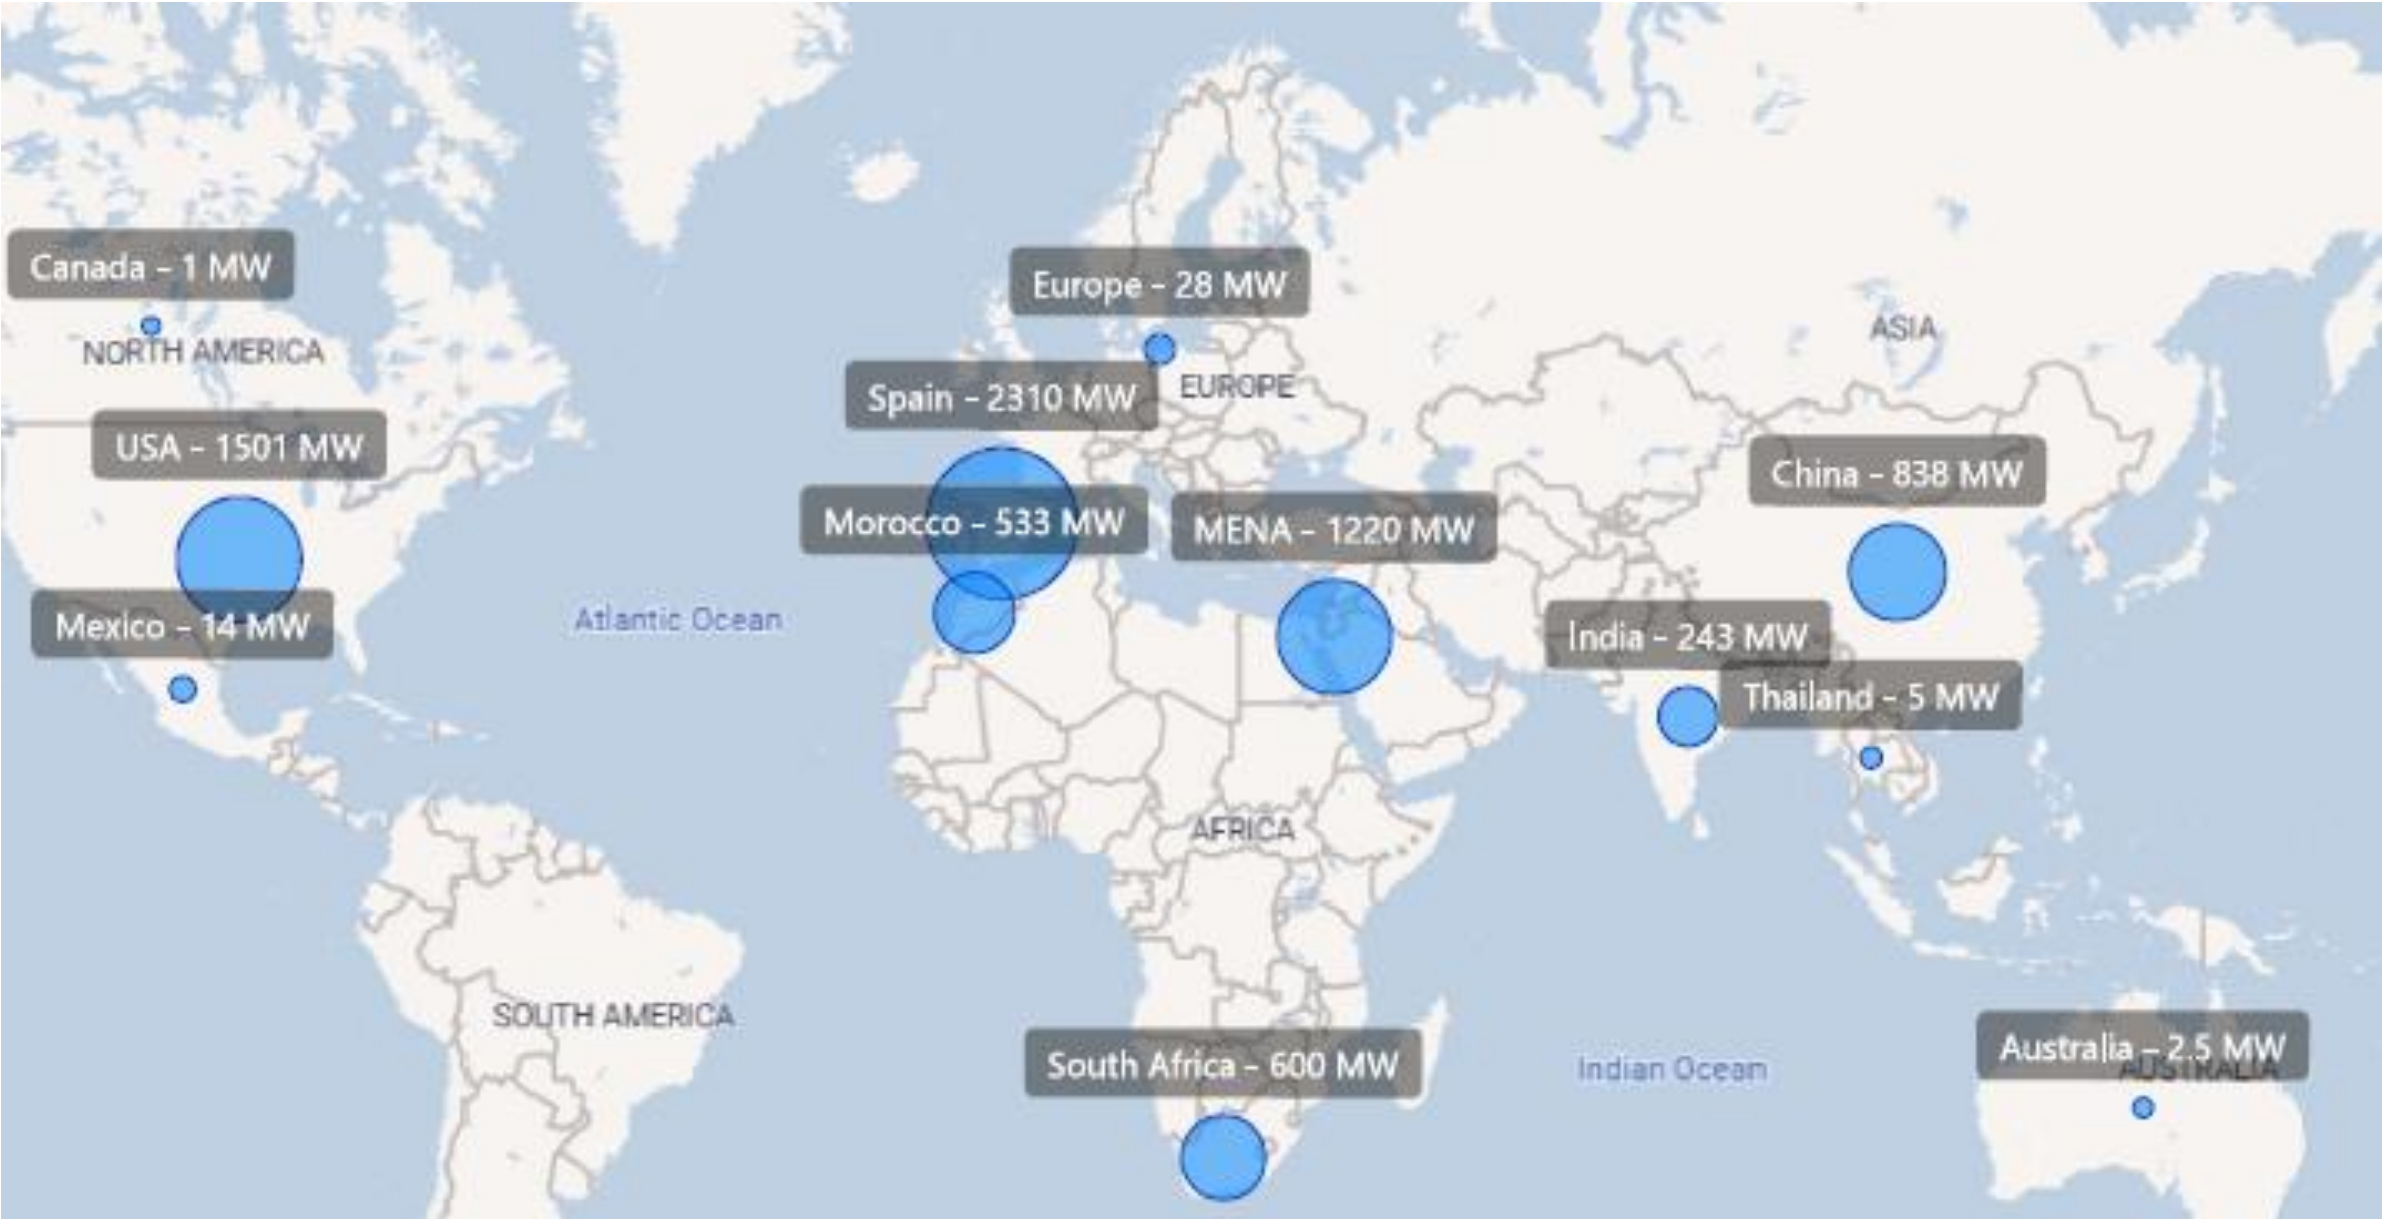 Canada – 1 MW
NORTH AMERICA
USA – 1501 MW
Mexico – 14 MW
Atlantic Ocean
SOUTH AMERICA
Europe – 28 MW
EUROPE
Spain – 2310 MW
Morocco – 533 MW
MENA – 1220 MW
AFRICA
South Africa – 600 MW
ASIA
China – 838 MW
India – 243 MW
Thailand – 5 MW
Indian Ocean
Australia – 2.5 MW
AUSTRALIA